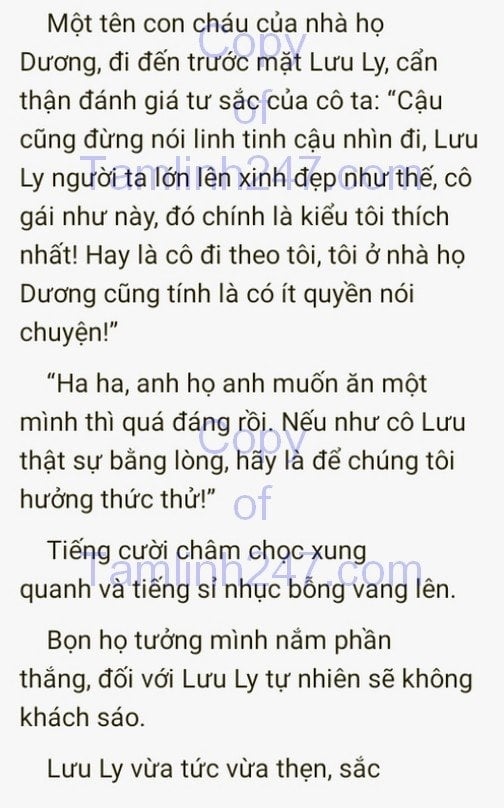 Một tên con cháu của nhà họ
Dương, đi đến trước mặt Lưu Ly, cẩn
thận đánh giá tư sắc của cô ta: “Cậu
cũng đừng nói linh tinh cậu nhìn đi, Lưu
Ly người ta lớn lên xinh đẹp như thế, cô
gái như này, đó chính là kiểu tôi thích
nhất! Hay là cô đi theo tôi, tôi ở nhà họ
Dương cũng tính là có ít quyền nói
chuyện!”
“Ha ha, anh họ anh muốn ăn một
mình thì quá đáng rồi. Nếu như cô Lưu
thật sự bằng lòng, hãy là để chúng tôi
hưởng thức thử!”
Tiếng cười châm chọc xung
quanh và tiếng sỉ nhục bỗng vang lên.
Bọn họ tưởng mình nắm phần
thắng, đối với Lưu Ly tự nhiên sẽ không
khách sáo.
Lưu Ly vừa tức vừa thẹn, sắc
Copy
of
Tamlinh247.com
Copy
of
Tamlinh247.com